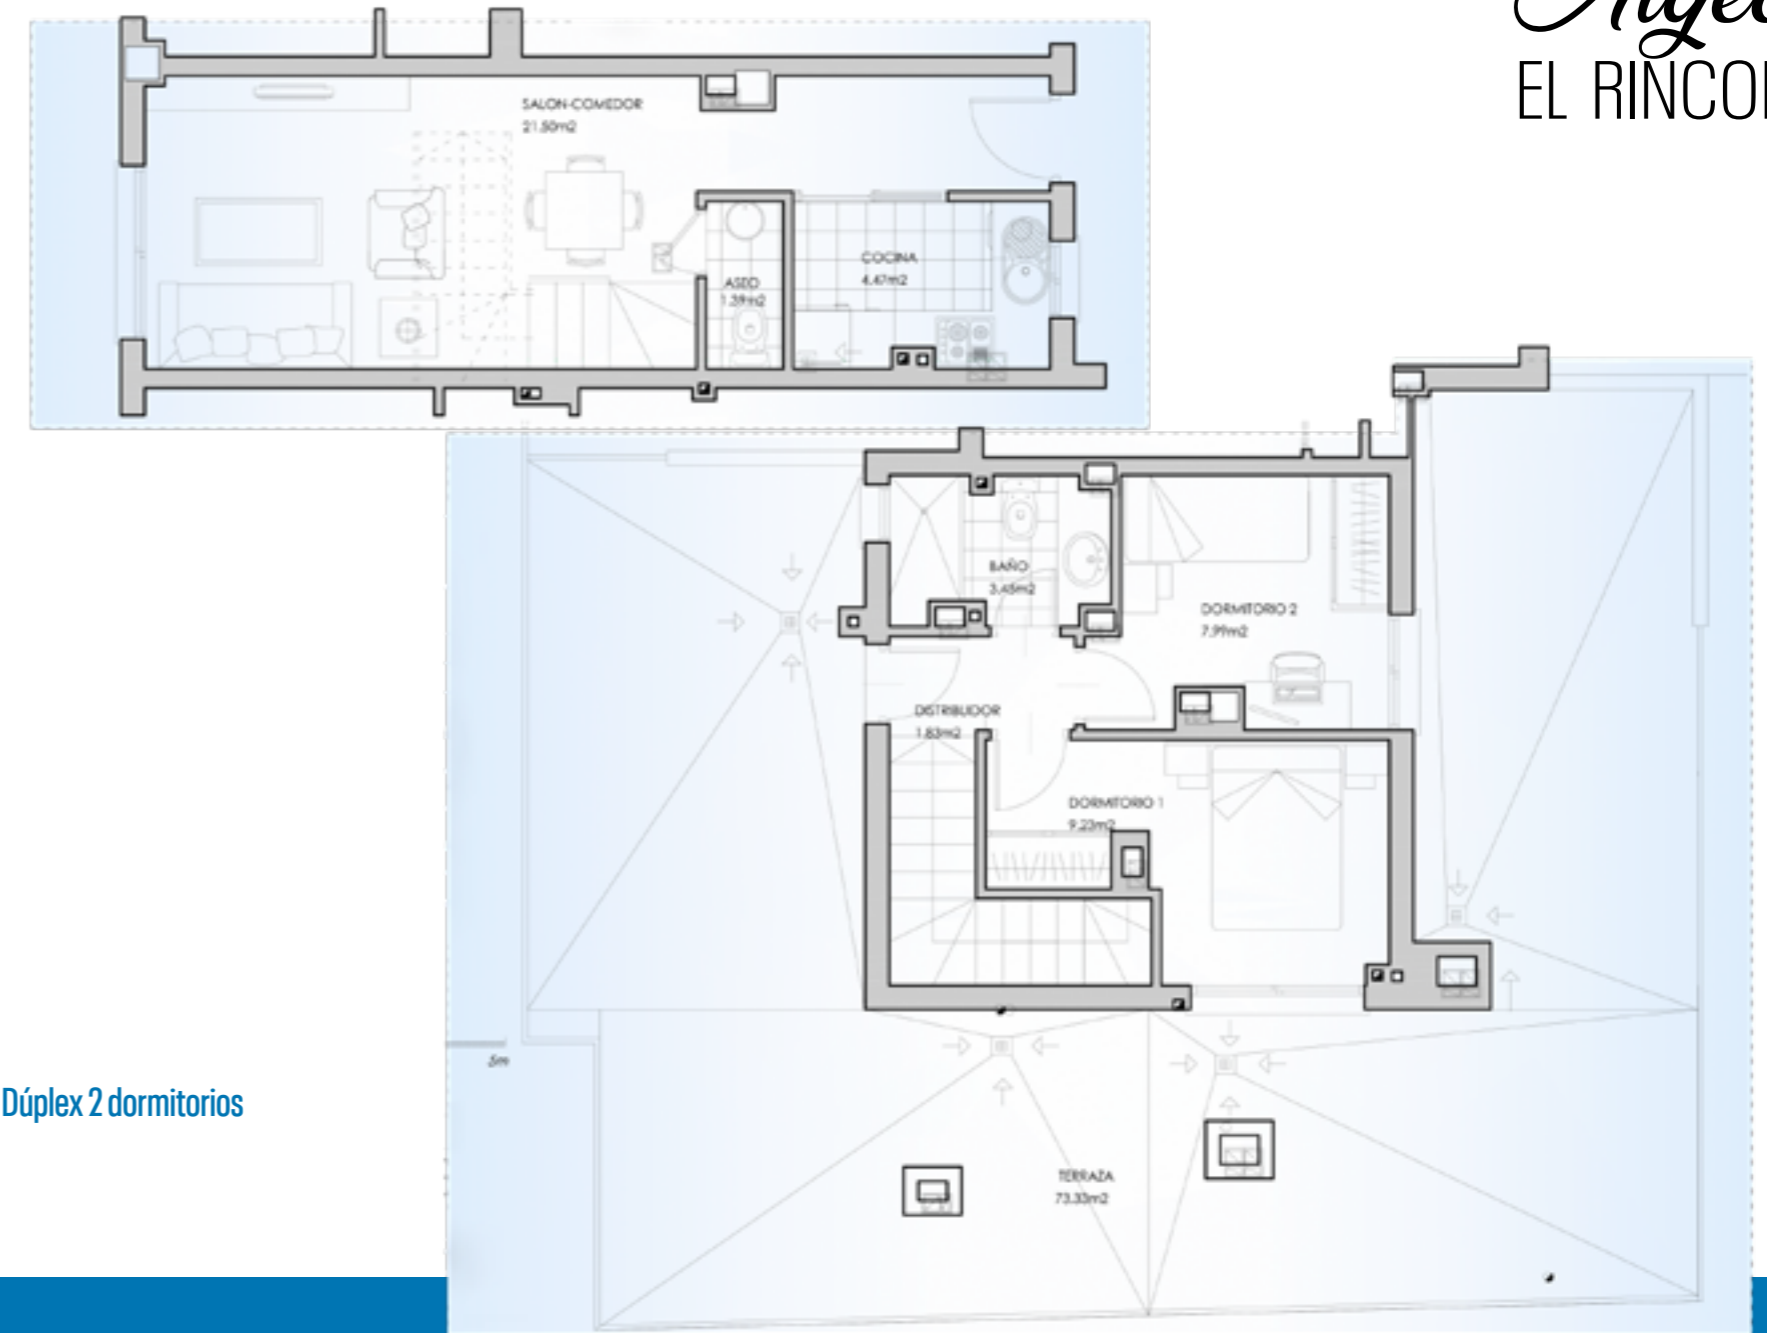 EL RINCO
SALON-COMEDOR
21.50m2
COCINA
4.47m2
ASEO
1.39m2
BAÑO
3.45m2
DORMITORIO 2
7.99m2
DISTRIBUIDOR
1.83m2
DORMITORIO 1
9.23m2
5m
Dúplex 2 dormitorios
TERRAZA
73.33m2